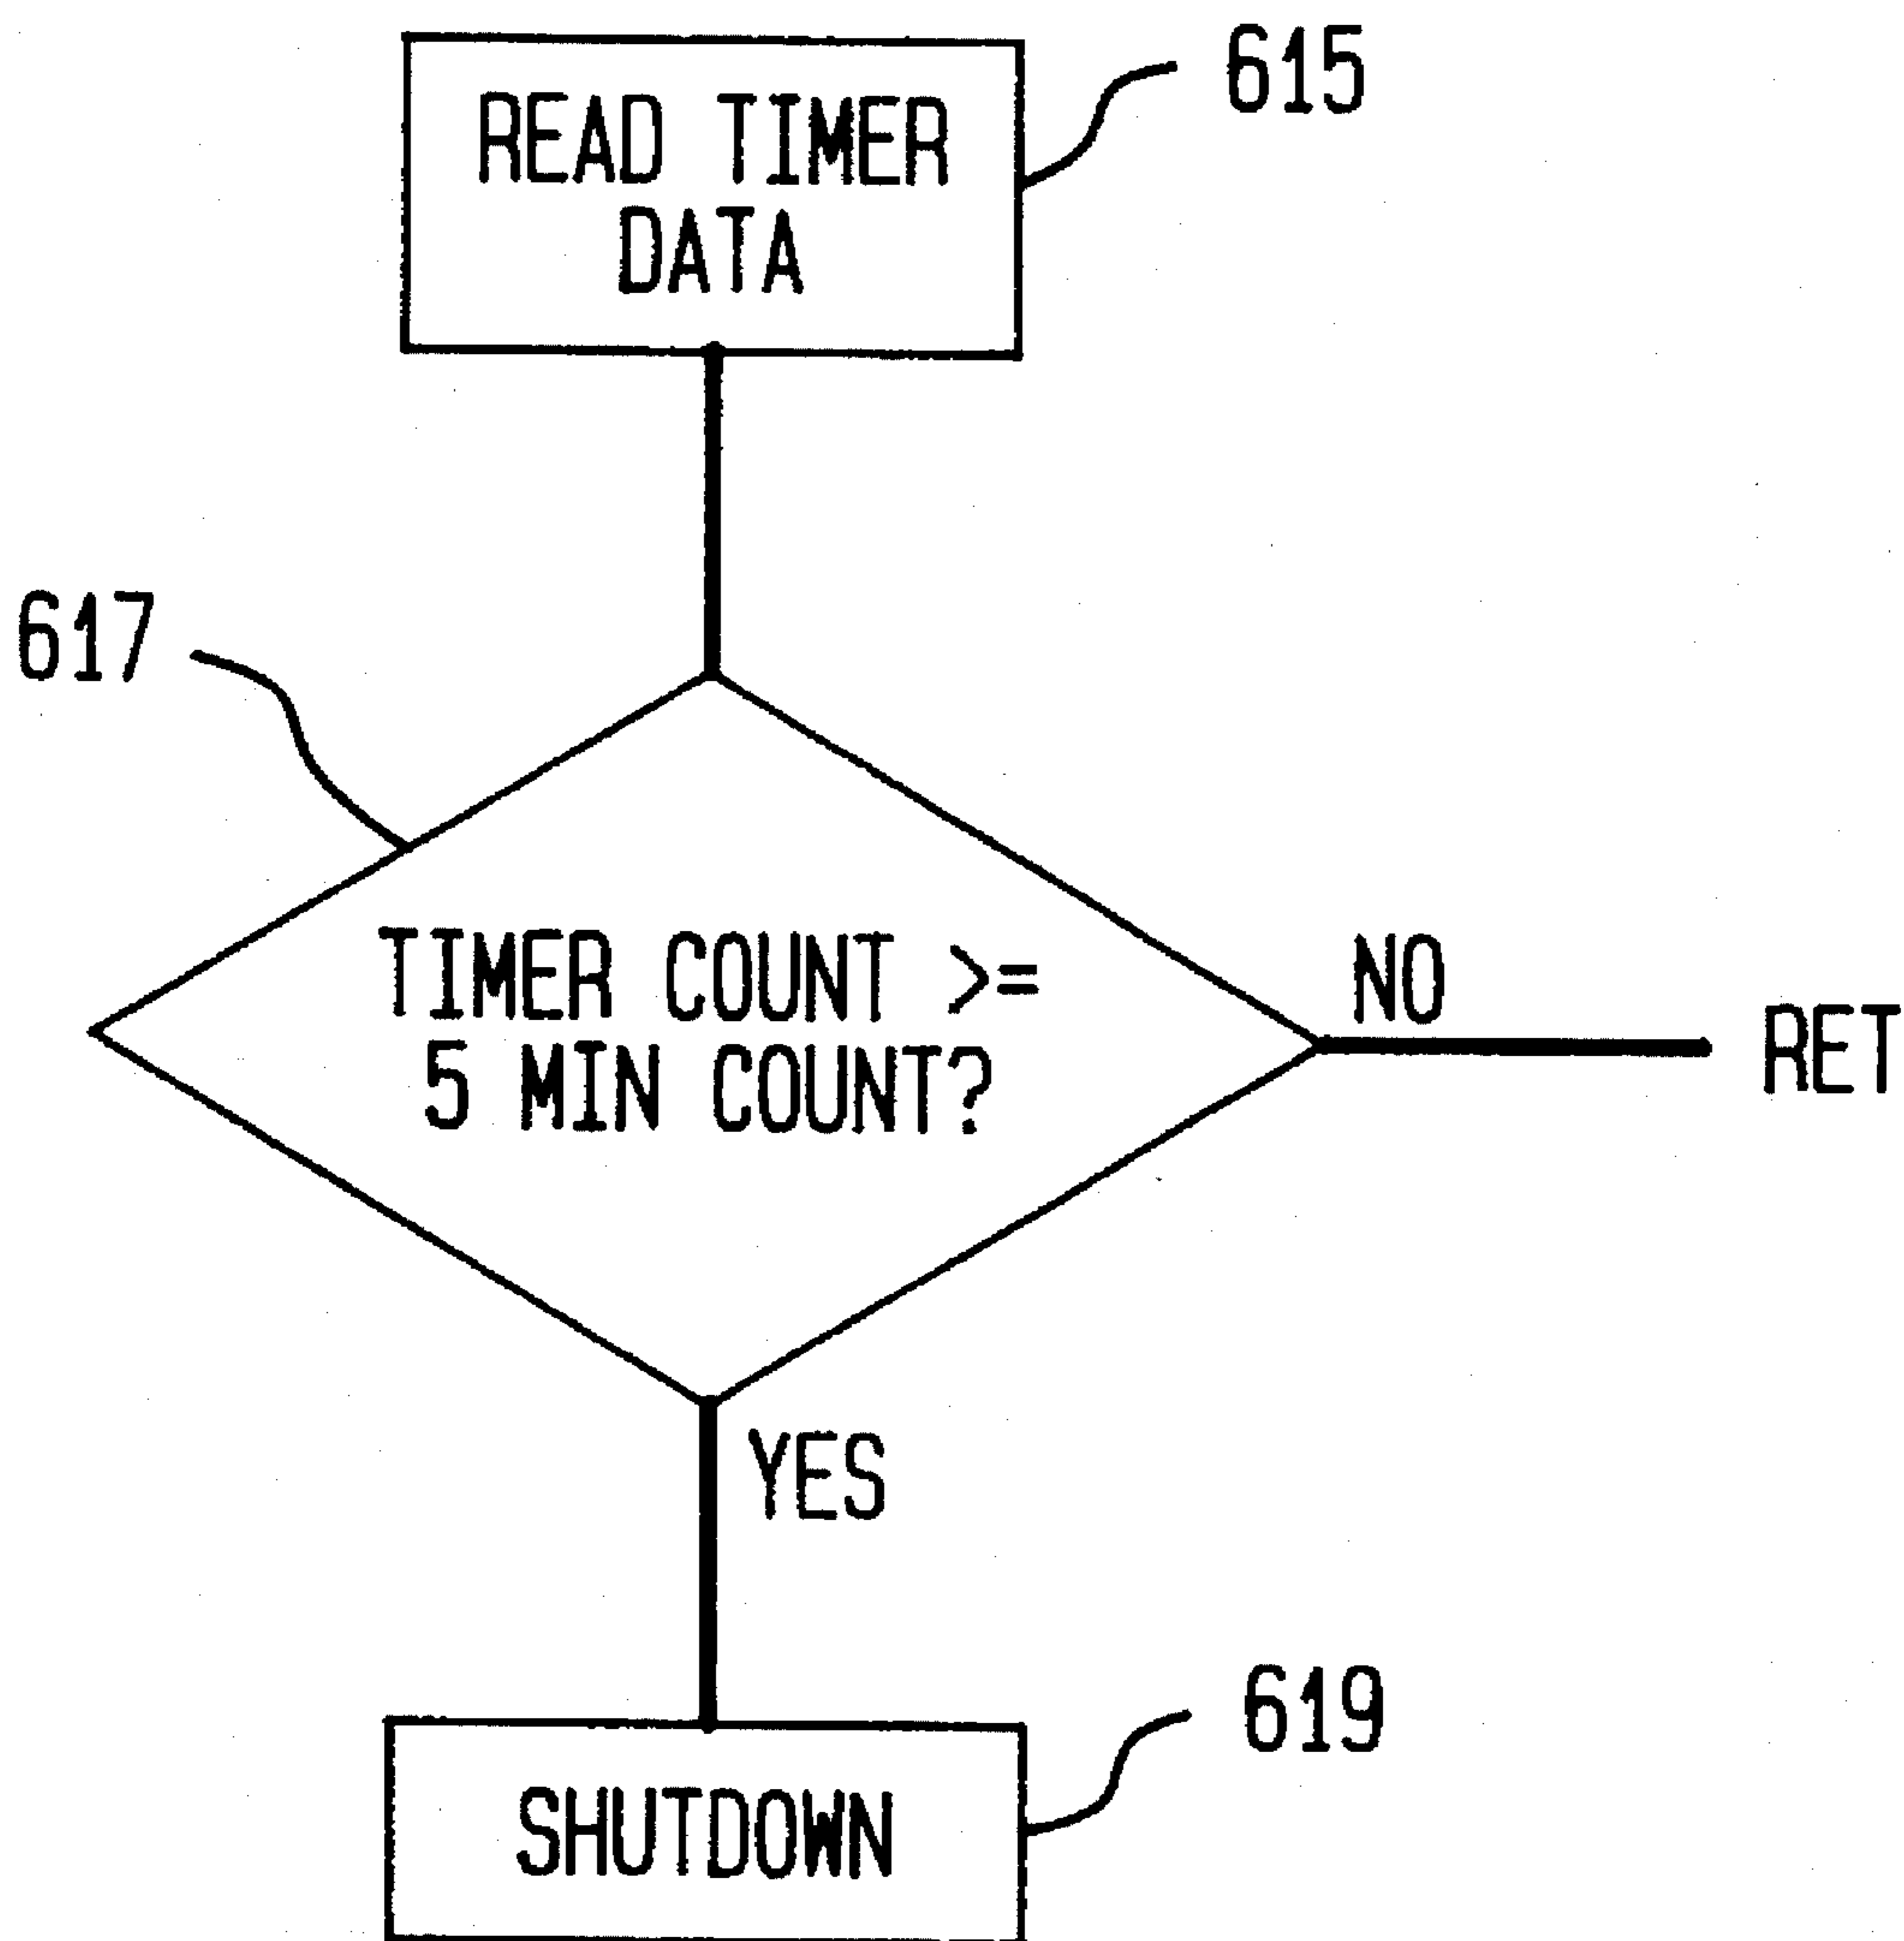 READ TIMER
DATA
615
617
TIMER COUNT >=
5 MIN COUNT?
NO
RET
YES
619
SHUTDOWN